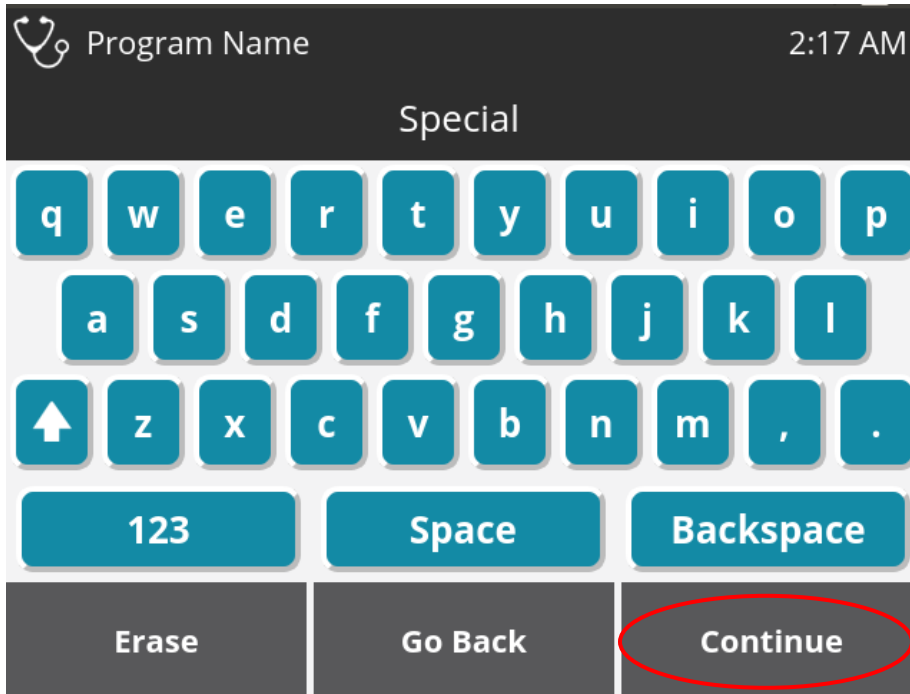 Program Name 2:17 AM
Special
q w e r t y u i o p
a s d f g h j k l
z x c v b n m , .
123 Space Backspace
Erase Go Back Continue